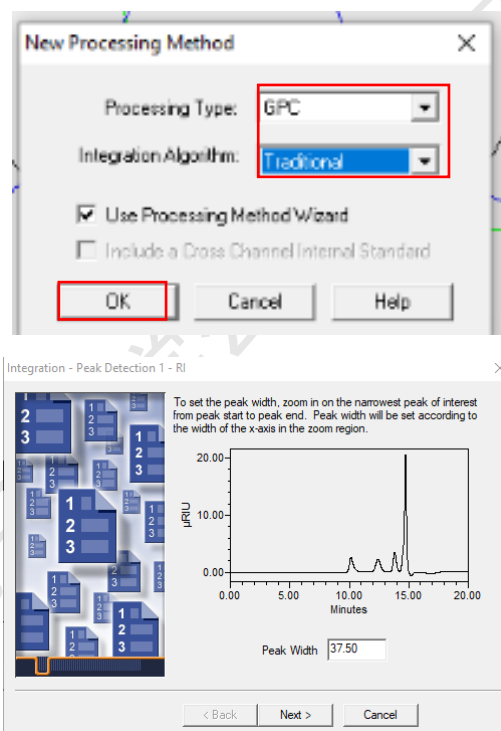 New Processing Method
Processing Type: GPC
Integration Algorithm: Traditional
Use Processing Method Wizard
Include a Cross Channel Internal Standard
OK Cancel Help
Integration - Peak Detection 1 - RI
To set the peak width, zoom in on the narrowest peak of interest
from peak start to peak end. Peak width will be set according to
the width of the x-axis in the zoom region.
20.00
10.00
0.00
µRIU
0.00 5.00 10.00 15.00 20.00
Minutes
Peak Width 37.50
< Back Next > Cancel
1
2
3